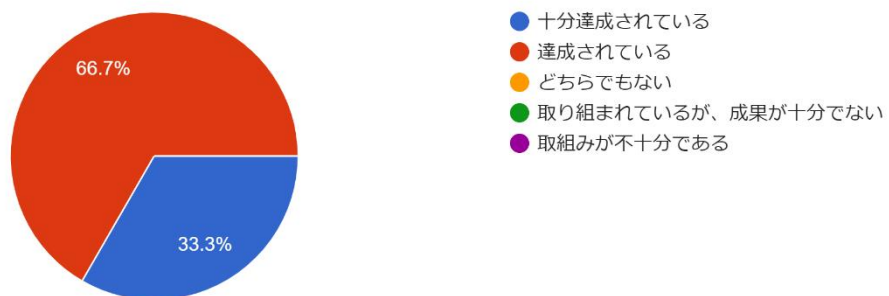 66.7%
33.3%
十分達成されている
達成されている
どちらでもない
取り組まれているが、成果が十分でない
取組みが不十分である